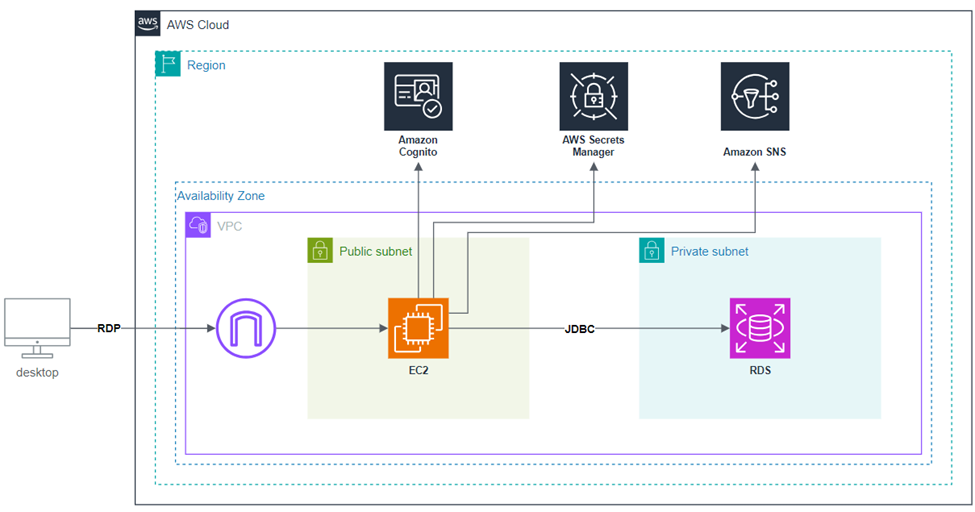 aws
AWS Cloud
Region
Amazon
Cognito
AWS Secrets
Manager
Amazon SNS
Availability Zone
VPC
Public subnet
Private subnet
RDP
JDBC
desktop
EC2
RDS